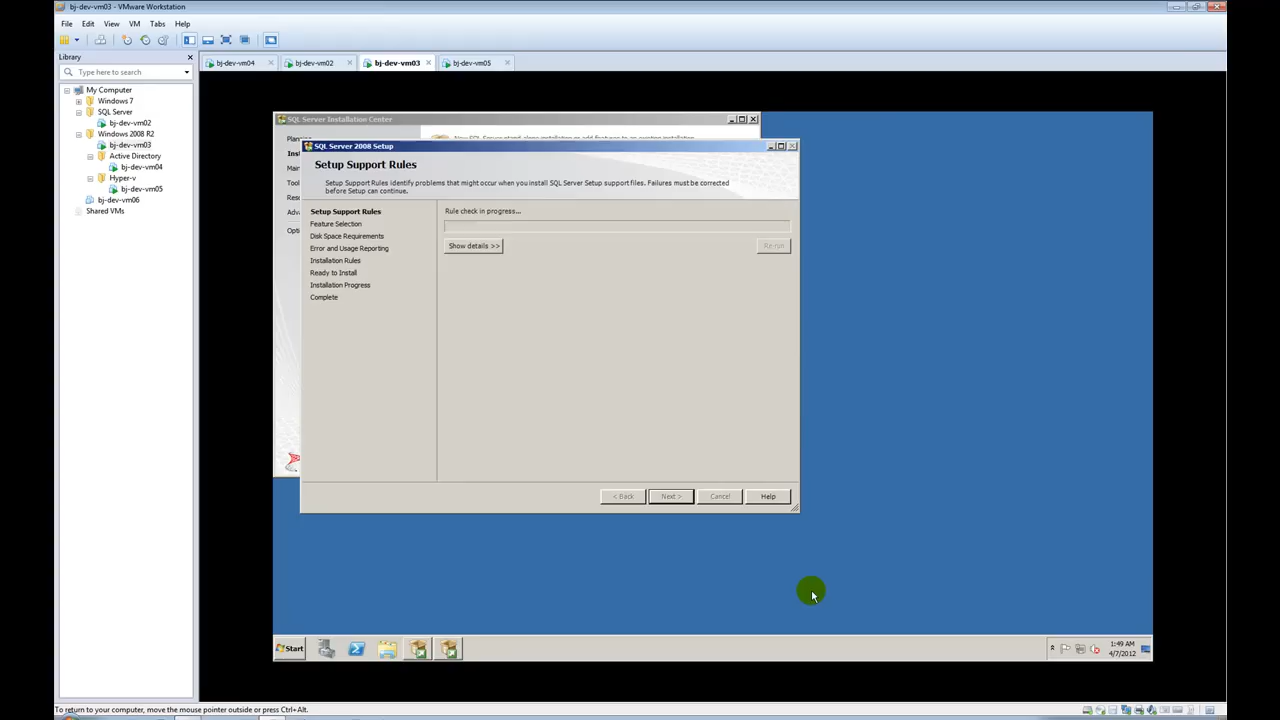 bj-dev-vm03 - VMware Workstation
File Edit View VM Tabs Help
Library
Type here to search
My Computer
Windows 7
SQL Server
bj-dev-vm02
Windows 2008 R2
bj-dev-vm03
Active Directory
bj-dev-vm04
Hyper-v
bj-dev-vm05
bj-dev-vm06
Shared VMs
bj-dev-vm04 bj-dev-vm02 bj-dev-vm03 bj-dev-vm05
SQL Server Installation Center
SQL Server 2008 Setup
Setup Support Rules
Setup Support Rules identify problems that might occur when you install SQL Server Setup support files. Failures must be corrected
before Setup can continue.
Setup Support Rules
Feature Selection
Disk Space Requirements
Error and Usage Reporting
Installation Rules
Ready to Install
Installation Progress
Complete
Rule check in progress...
Show details >>
Re-run
< Back Next > Cancel Help
Start
1:49 AM
4/7/2012
To return to your computer, move the mouse pointer outside or press Ctrl+Alt.